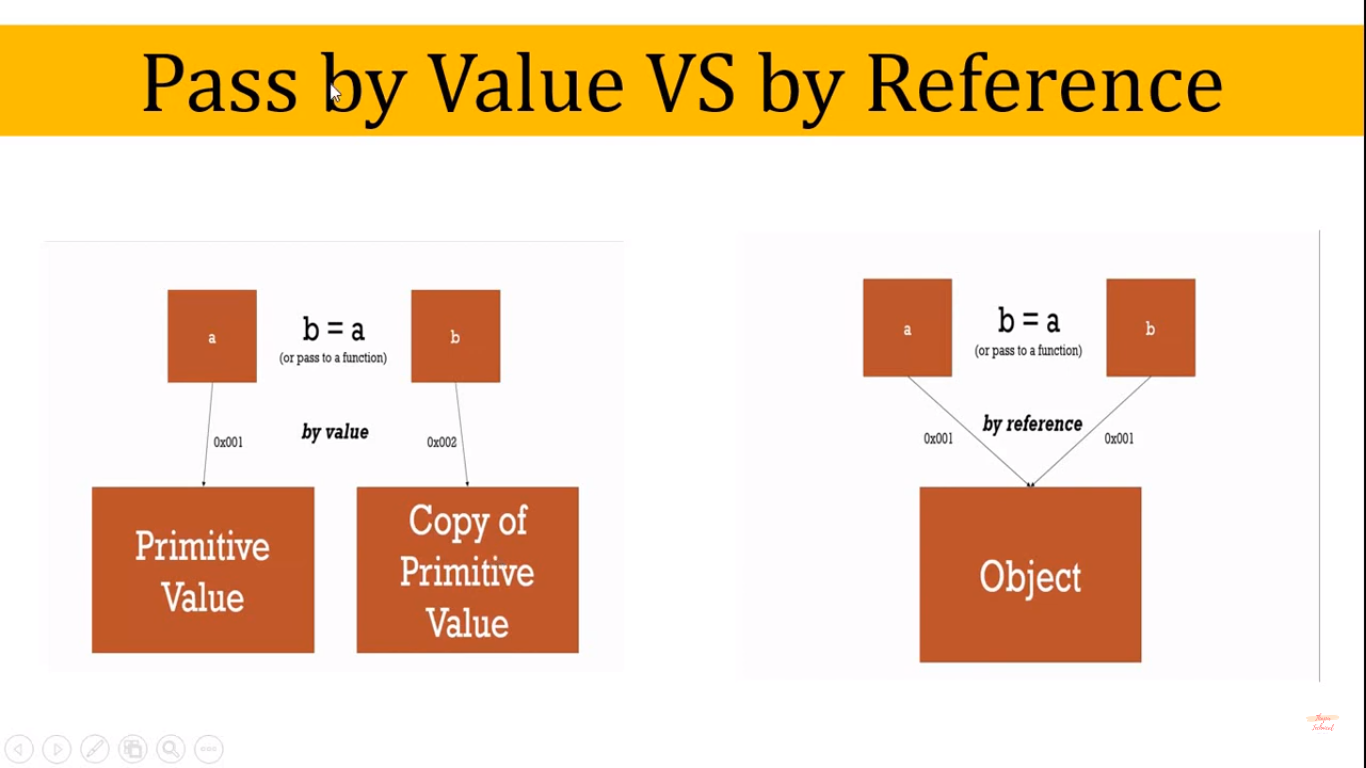 Pass by Value VS by Reference
a
b = a
(or pass to a function)
b
0x001
by value
0x002
Primitive
Value
Copy of
Primitive
Value
a
b = a
(or pass to a function)
b
0x001
by reference
0x001
Object